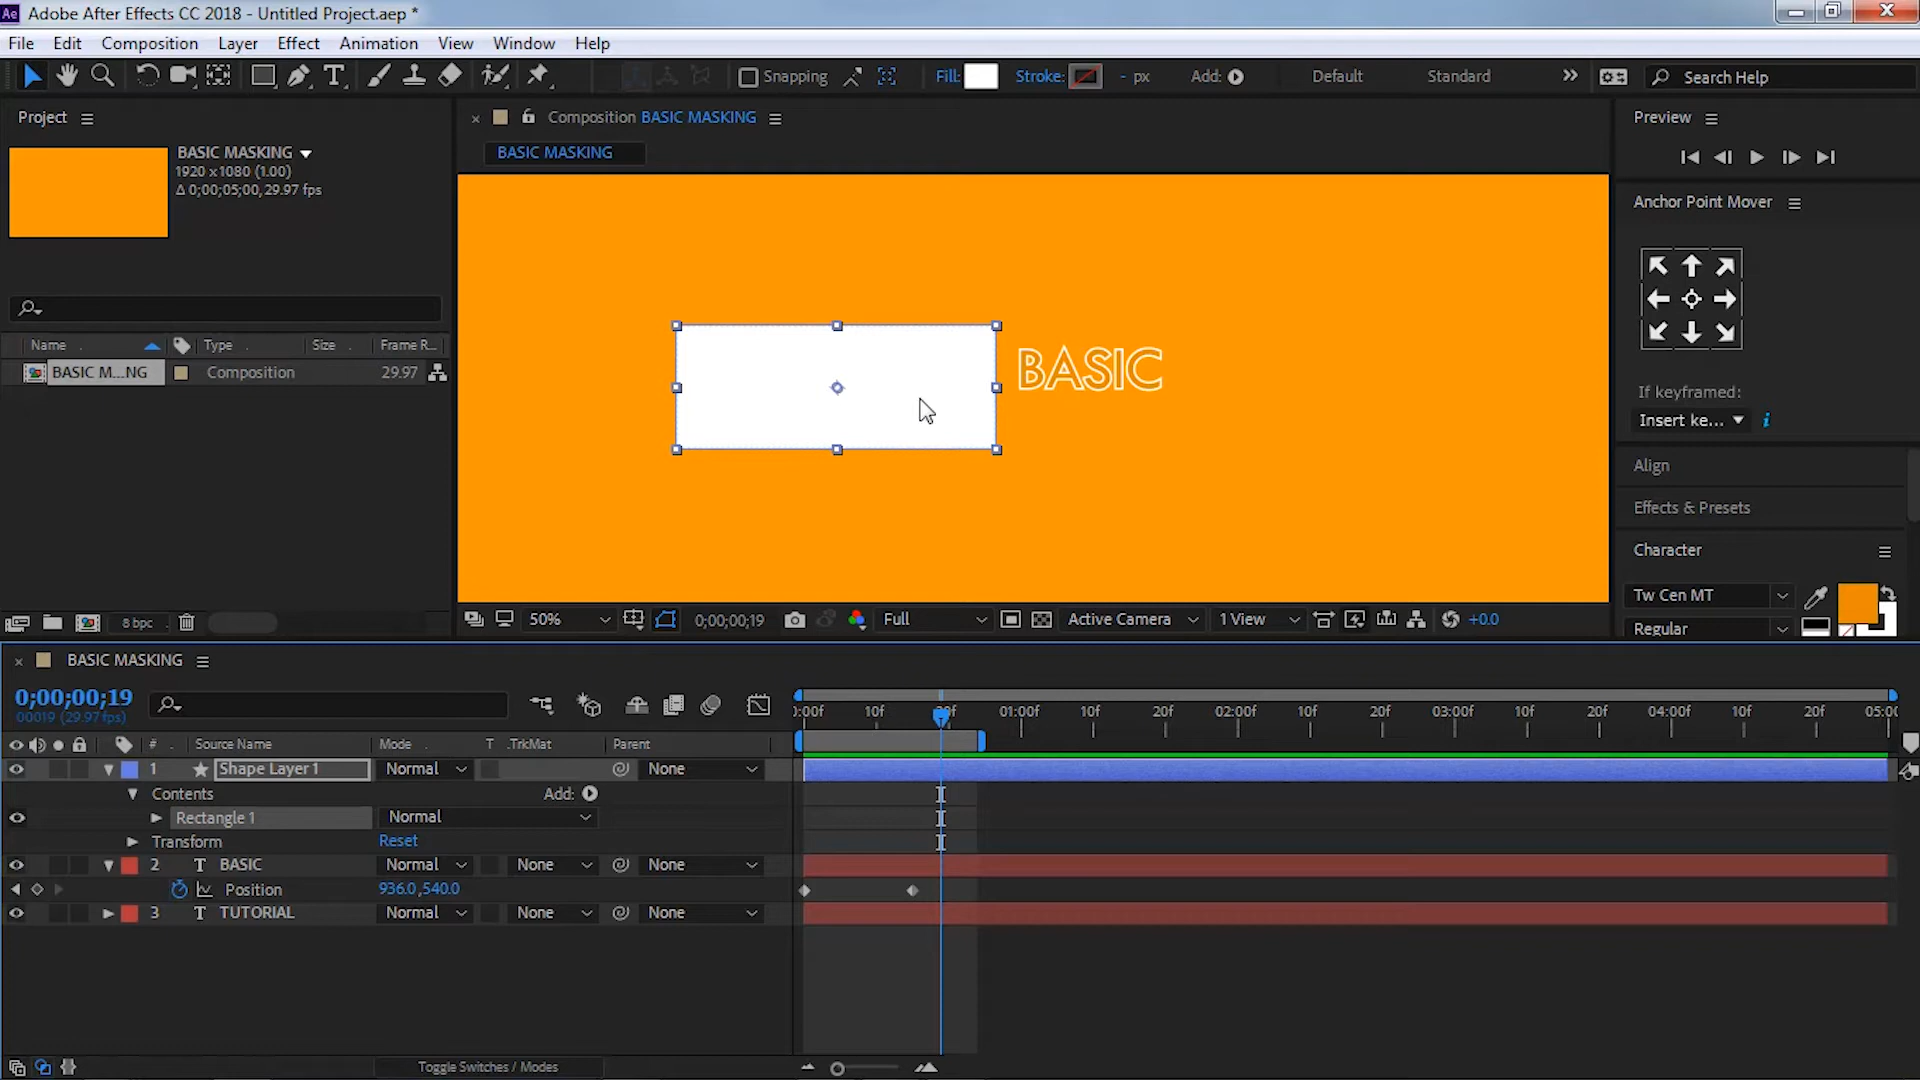 Ae Adobe After Effects CC 2018 - Untitled Project.aep *
File Edit Composition Layer Effect Animation View Window Help
Snapping Fill: Stroke: - px Add: Default Standard Search Help
Project
BASIC MASKING
1920 x1080 (1.00)
Δ 0;00;05;00, 29.97 fps
Name Type Size Frame R...
BASIC M...NG Composition 29.97
8 bpc
Composition BASIC MASKING
BASIC MASKING
BASIC
50% 0;00;00;19 Full Active Camera 1 View +0.0
Preview
Anchor Point Mover
If keyframed:
Insert ke... i
Align
Effects & Presets
Character
Tw Cen MT
Regular
BASIC MASKING
0;00;00;19
00019 (29.97 fps)
0:00f 10f 20f 01:00f 10f 20f 02:00f 10f 20f 03:00f 10f 20f 04:00f 10f 20f 05:00
# Source Name Mode T .TrkMat Parent
1 Shape Layer 1 Normal None
Contents Add:
Rectangle 1 Normal
Transform Reset
2 T BASIC Normal None None
Position 936.0,540.0
3 T TUTORIAL Normal None None
Toggle Switches / Modes